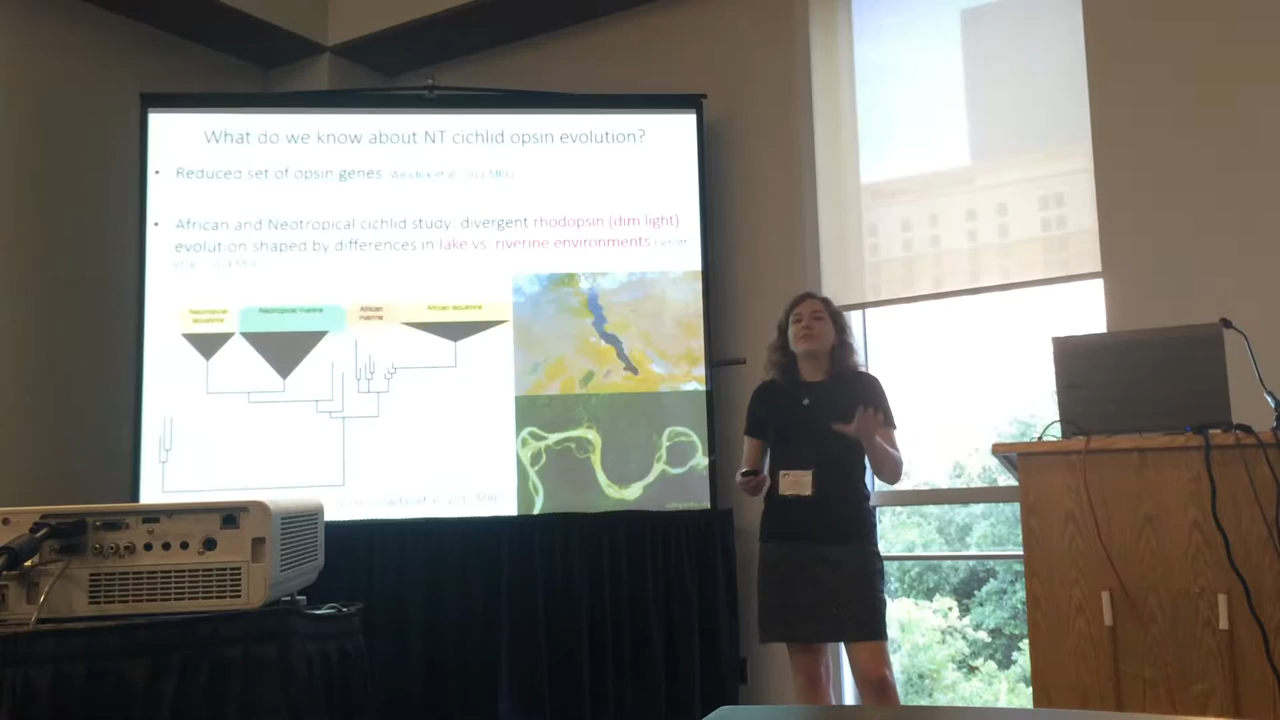 What do we know about NT cichlid opsin evolution?
• Reduced set of opsin genes
• African and Neotropical cichlid study: divergent rhodopsin (dim light)
evolution shaped by differences in lake vs. riverine environments
Neotropical
lacustrine
Neotropical riverine
African
riverine
African lacustrine
wikipedia.org